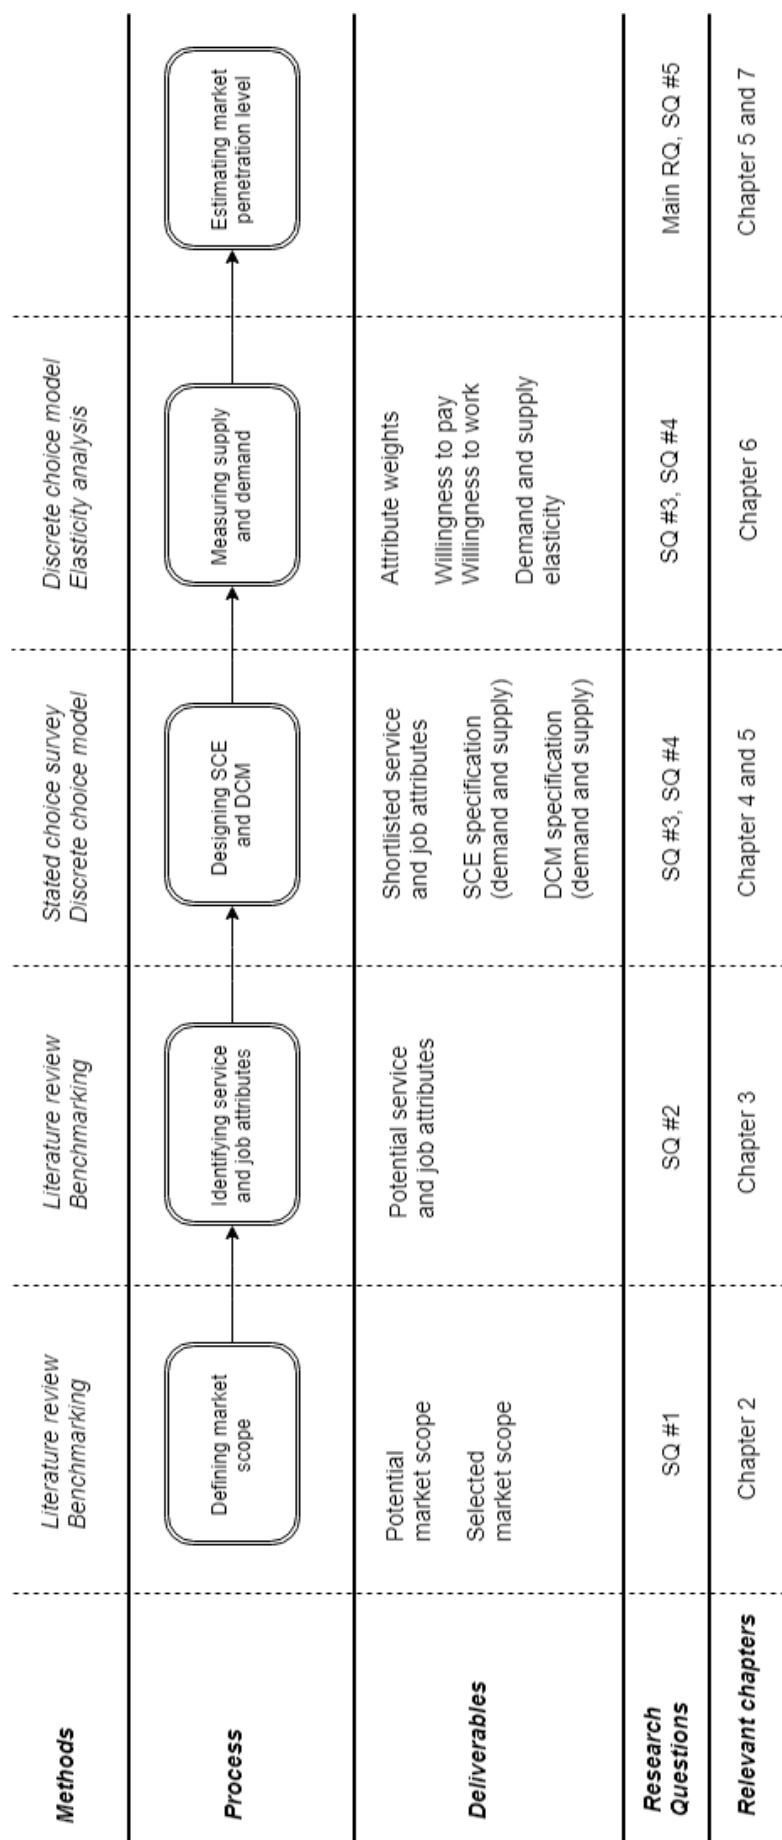 Methods
Literature review
Benchmarking
Literature review
Benchmarking
Stated choice survey
Discrete choice model
Discrete choice model
Elasticity analysis
Process
Defining market
scope
Identifying service
and job attributes
Designing SCE
and DCM
Measuring supply
and demand
Estimating market
penetration level
Deliverables
Potential
market scope
Selected
market scope
Potential service
and job attributes
Shortlisted service
and job attributes
SCE specification
(demand and supply)
DCM specification
(demand and supply)
Attribute weights
Willingness to pay
Willingness to work
Demand and supply
elasticity
Research
Questions
SQ #1
SQ #2
SQ #3, SQ #4
SQ #3, SQ #4
Main RQ, SQ #5
Relevant chapters
Chapter 2
Chapter 3
Chapter 4 and 5
Chapter 6
Chapter 5 and 7